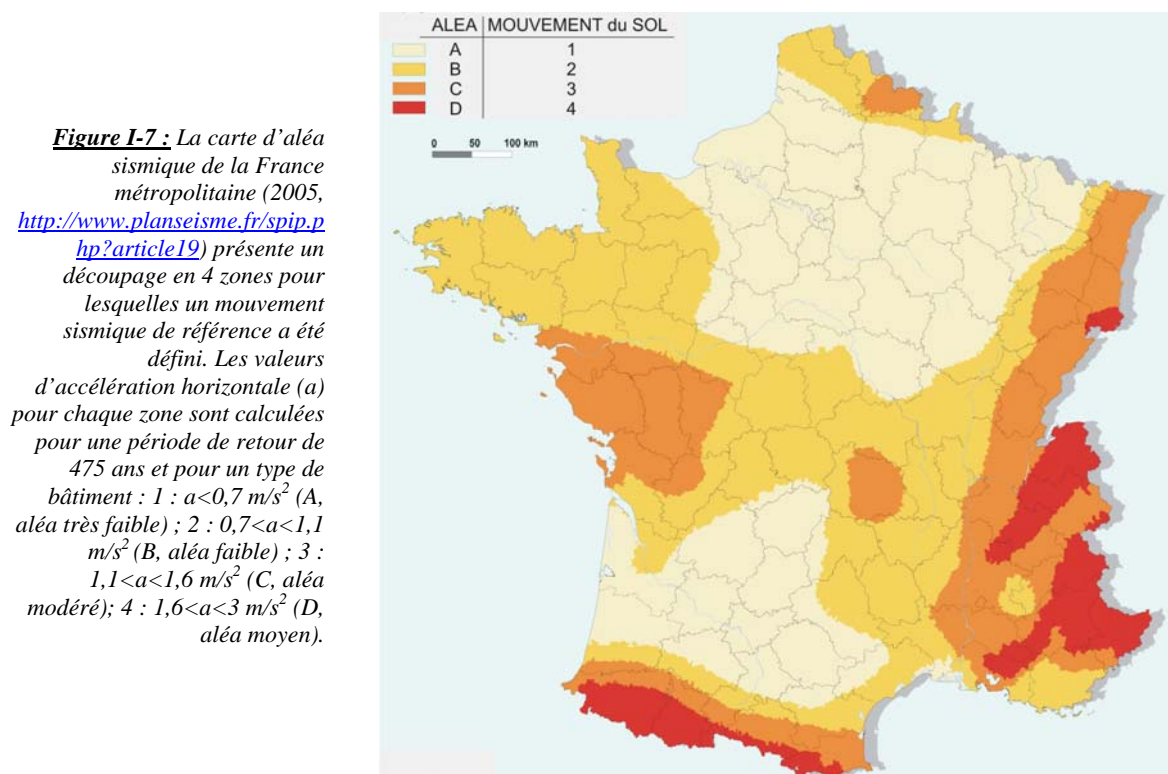 Figure I-7 : La carte d’aléa
sismique de la France
métropolitaine (2005,
http://www.planseisme.fr/spip.p
hp?article19) présente un
découpage en 4 zones pour
lesquelles un mouvement
sismique de référence a été
défini. Les valeurs
d’accélération horizontale (a)
pour chaque zone sont calculées
pour une période de retour de
475 ans et pour un type de
bâtiment : 1 : a<0,7 m/s² (A,
aléa très faible) ; 2 : 0,7<a<1,1
m/s² (B, aléa faible) ; 3 :
1,1<a<1,6 m/s² (C, aléa
modéré); 4 : 1,6<a<3 m/s² (D,
aléa moyen).
ALEA MOUVEMENT du SOL
A 1
B 2
C 3
D 4
0 50 100 km